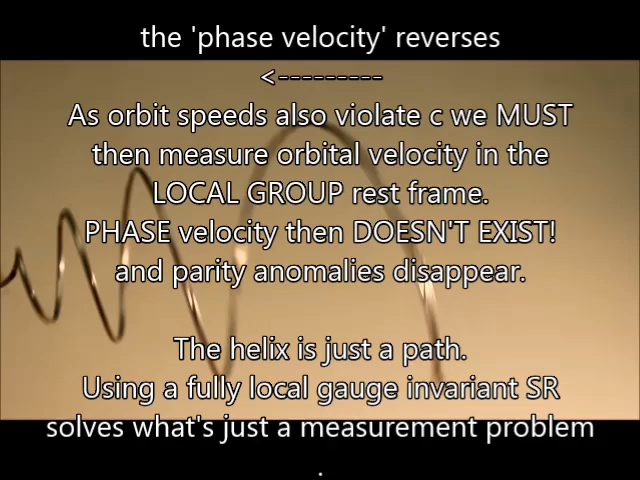 the 'phase velocity' reverses
<---------
As orbit speeds also violate c we MUST
then measure orbital velocity in the
LOCAL GROUP rest frame.
PHASE velocity then DOESN'T EXIST!
and parity anomalies disappear.
The helix is just a path.
Using a fully local gauge invariant SR
solves what's just a measurement problem
.